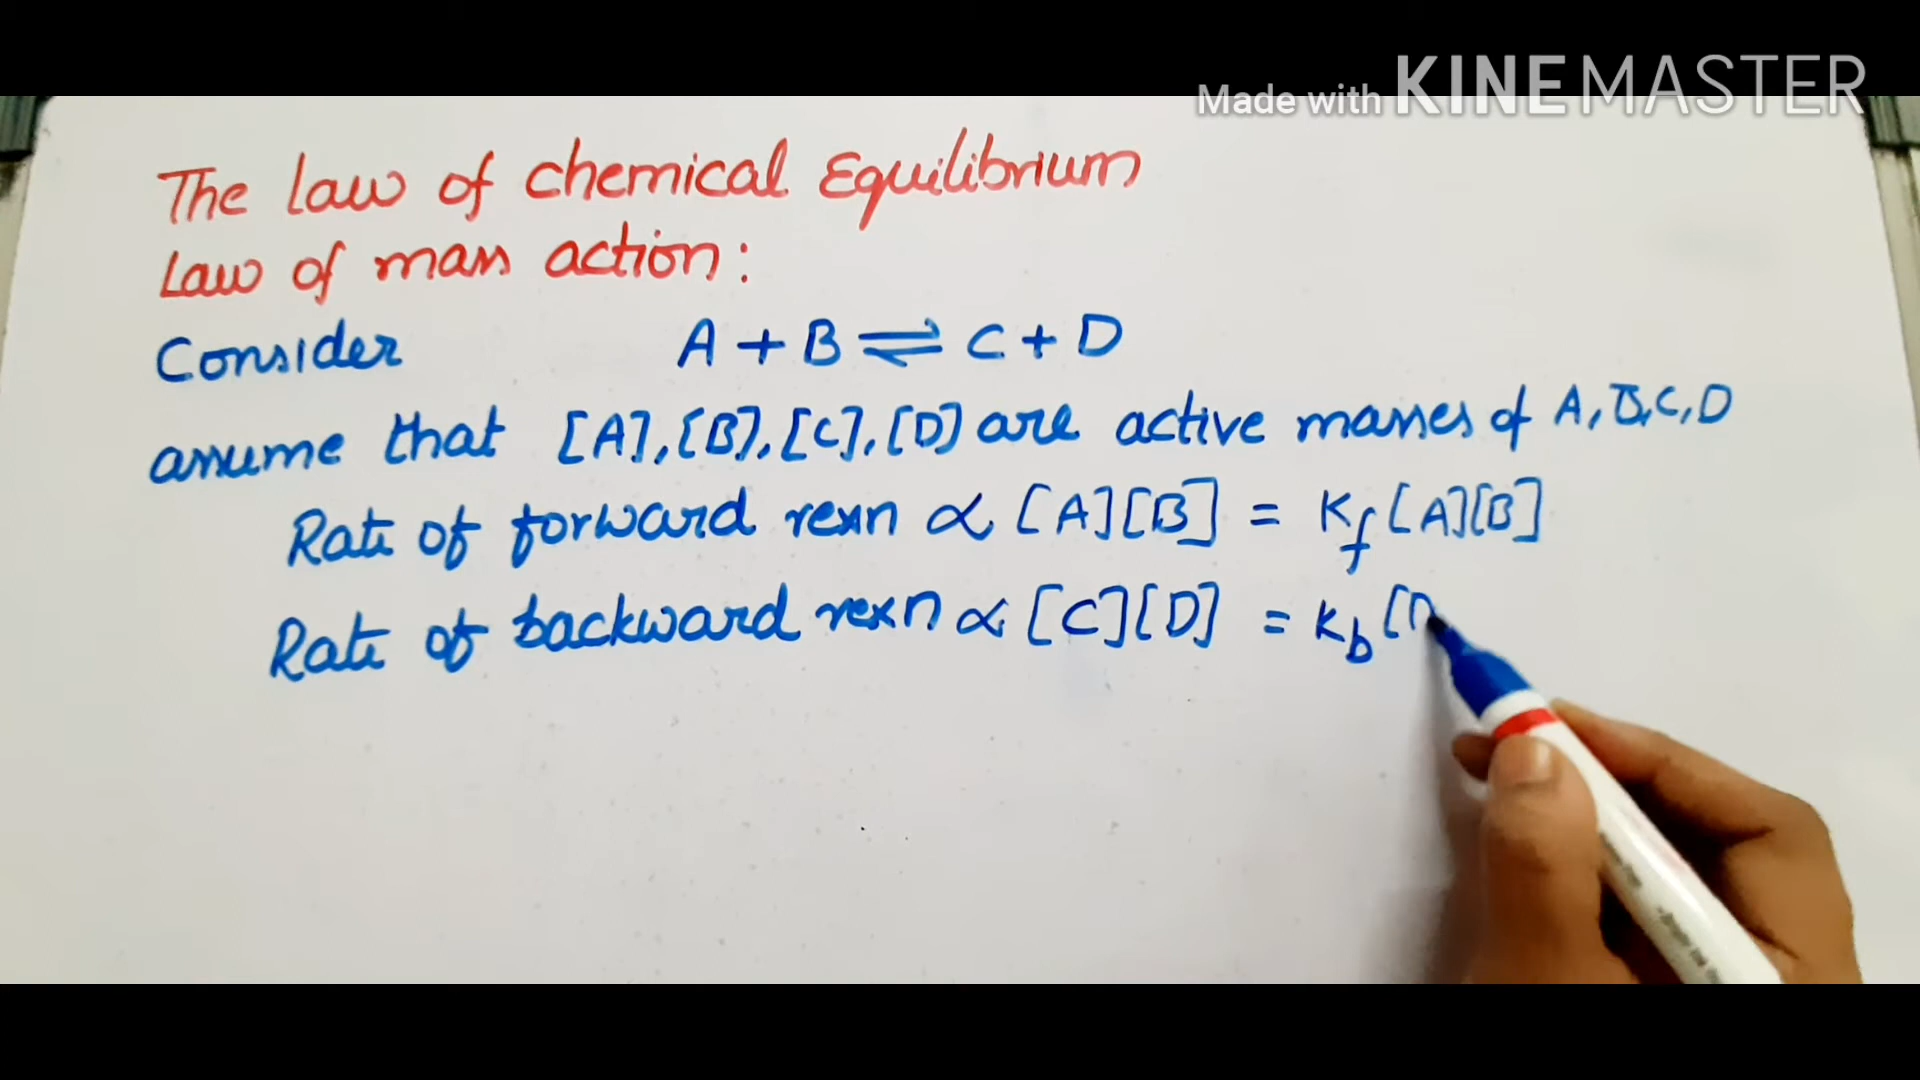 Made with KINEMASTER
The law of chemical Equilibrium
Law of mass action :
Consider A + B ⇌ C + D
assume that [A], [B], [C], [D] are active masses of A, B, C, D
Rate of forward rexn ∝ [A][B] = Kf [A][B]
Rate of backward rexn ∝ [C][D] = Kb [D